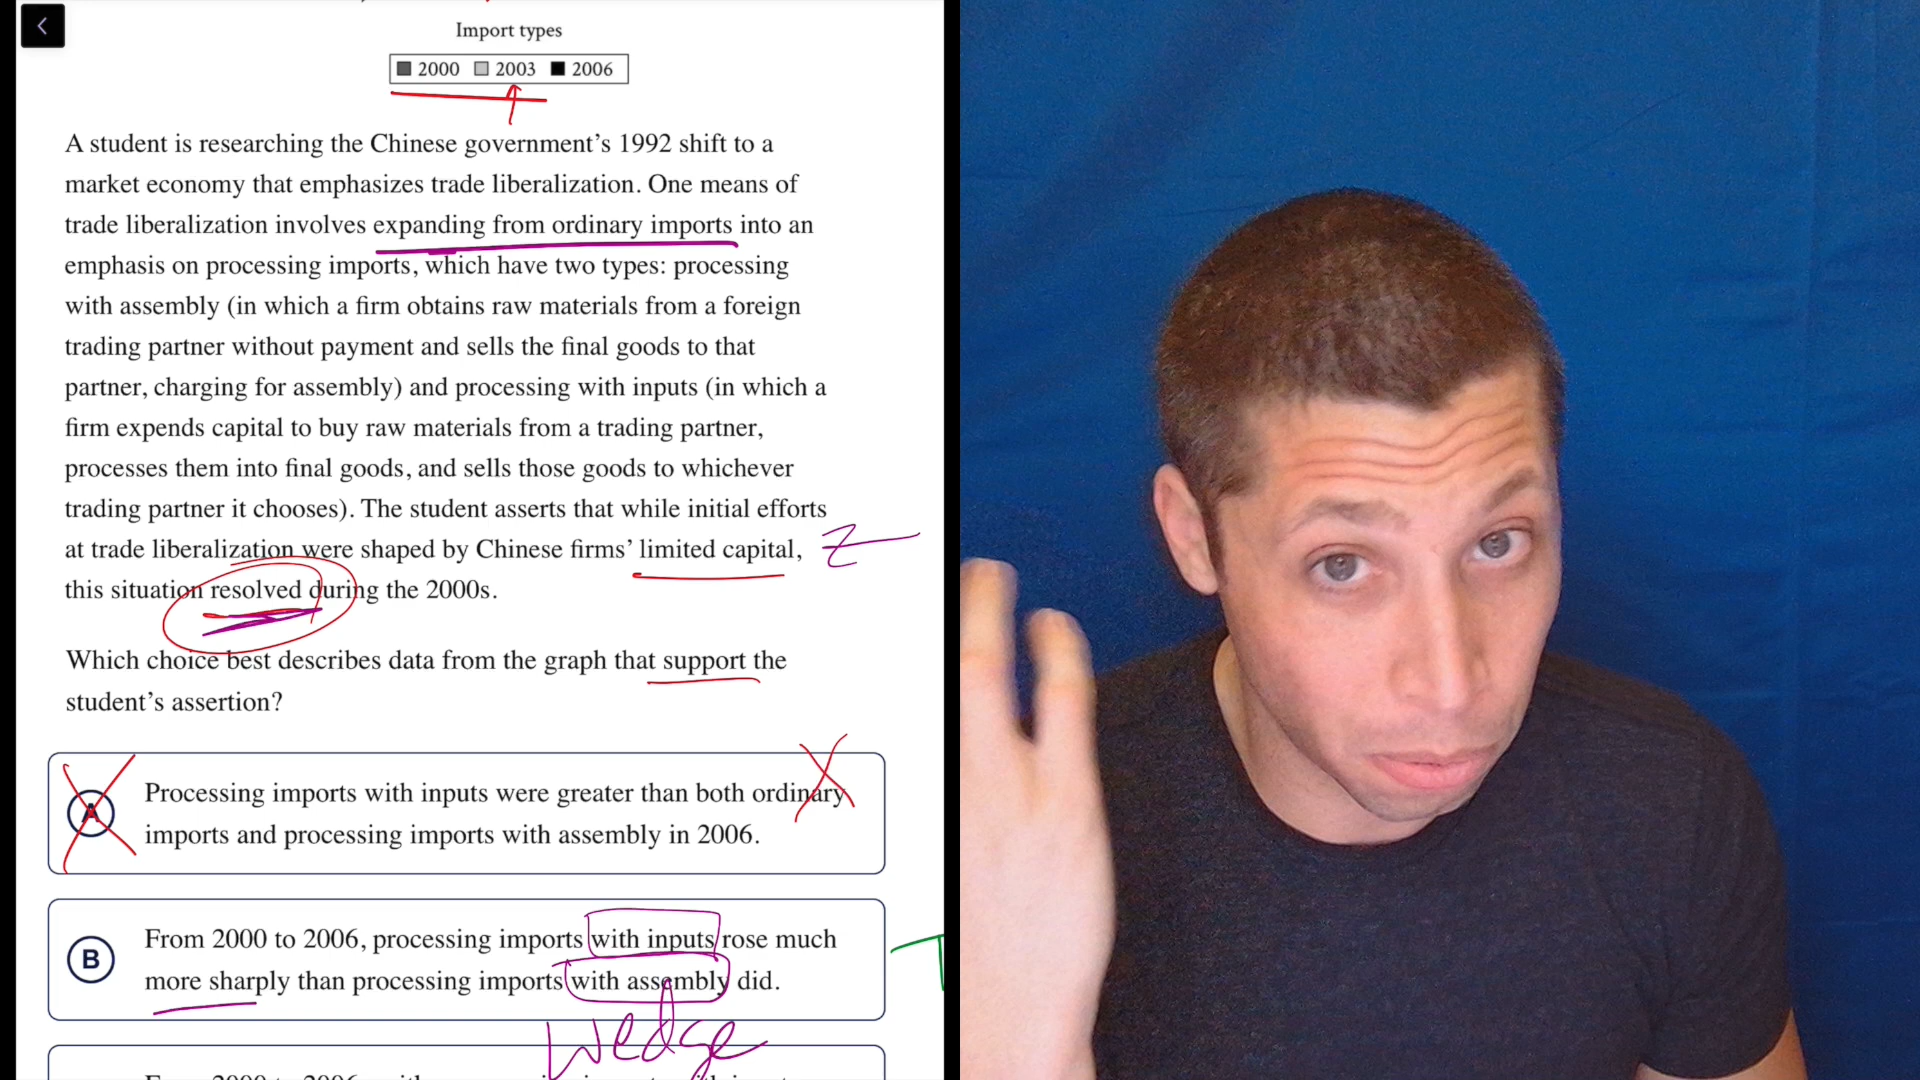 Import types
2000 2003 2006
A student is researching the Chinese government's 1992 shift to a
market economy that emphasizes trade liberalization. One means of
trade liberalization involves expanding from ordinary imports into an
emphasis on processing imports, which have two types: processing
with assembly (in which a firm obtains raw materials from a foreign
trading partner without payment and sells the final goods to that
partner, charging for assembly) and processing with inputs (in which a
firm expends capital to buy raw materials from a trading partner,
processes them into final goods, and sells those goods to whichever
trading partner it chooses). The student asserts that while initial efforts
at trade liberalization were shaped by Chinese firms' limited capital,
this situation resolved during the 2000s.
Which choice best describes data from the graph that support the
student's assertion?
A Processing imports with inputs were greater than both ordinary
imports and processing imports with assembly in 2006.
B From 2000 to 2006, processing imports with inputs rose much
more sharply than processing imports with assembly did.
wedge